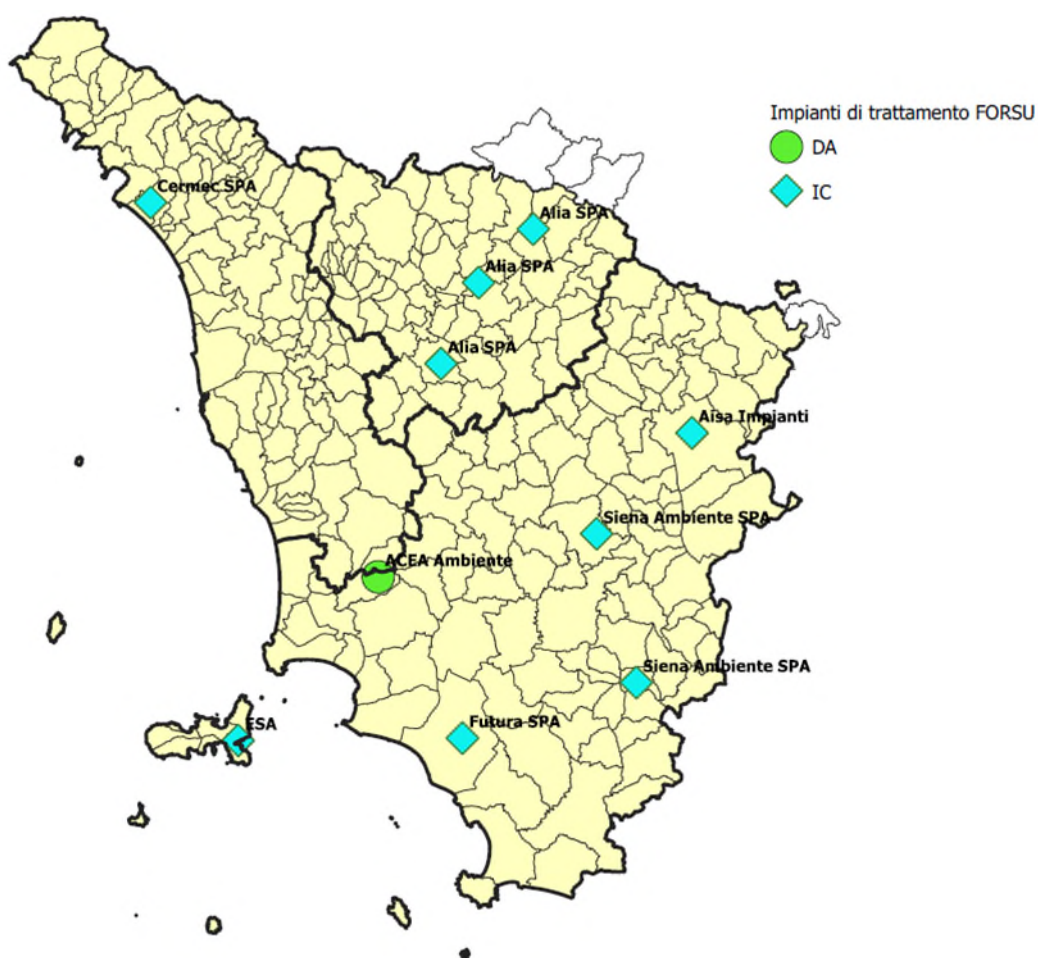 Impianti di trattamento FORSU
DA
IC
Cermec SPA
Alia SPA
Alia SPA
Alia SPA
Aisa Impianti
Siena Ambiente SPA
ACEA Ambiente
Siena Ambiente SPA
Futura SPA
ESA